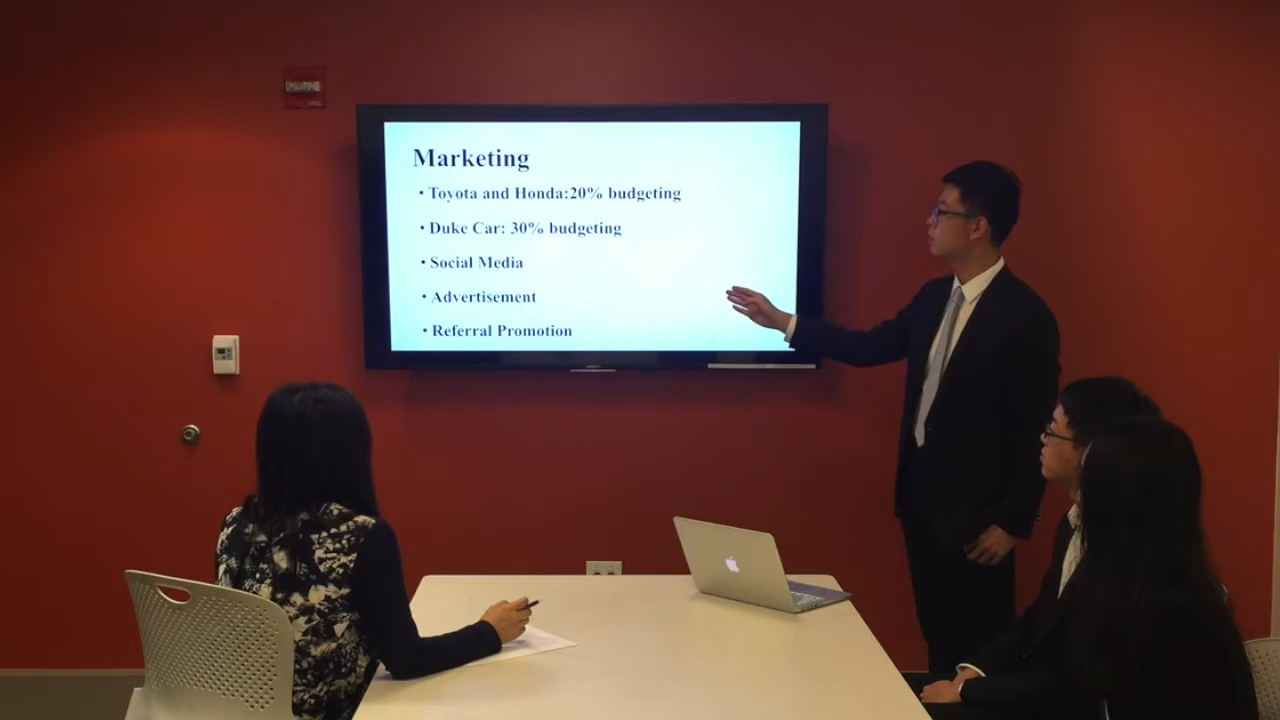 Marketing
• Toyota and Honda:20% budgeting
• Duke Car: 30% budgeting
• Social Media
• Advertisement
• Referral Promotion